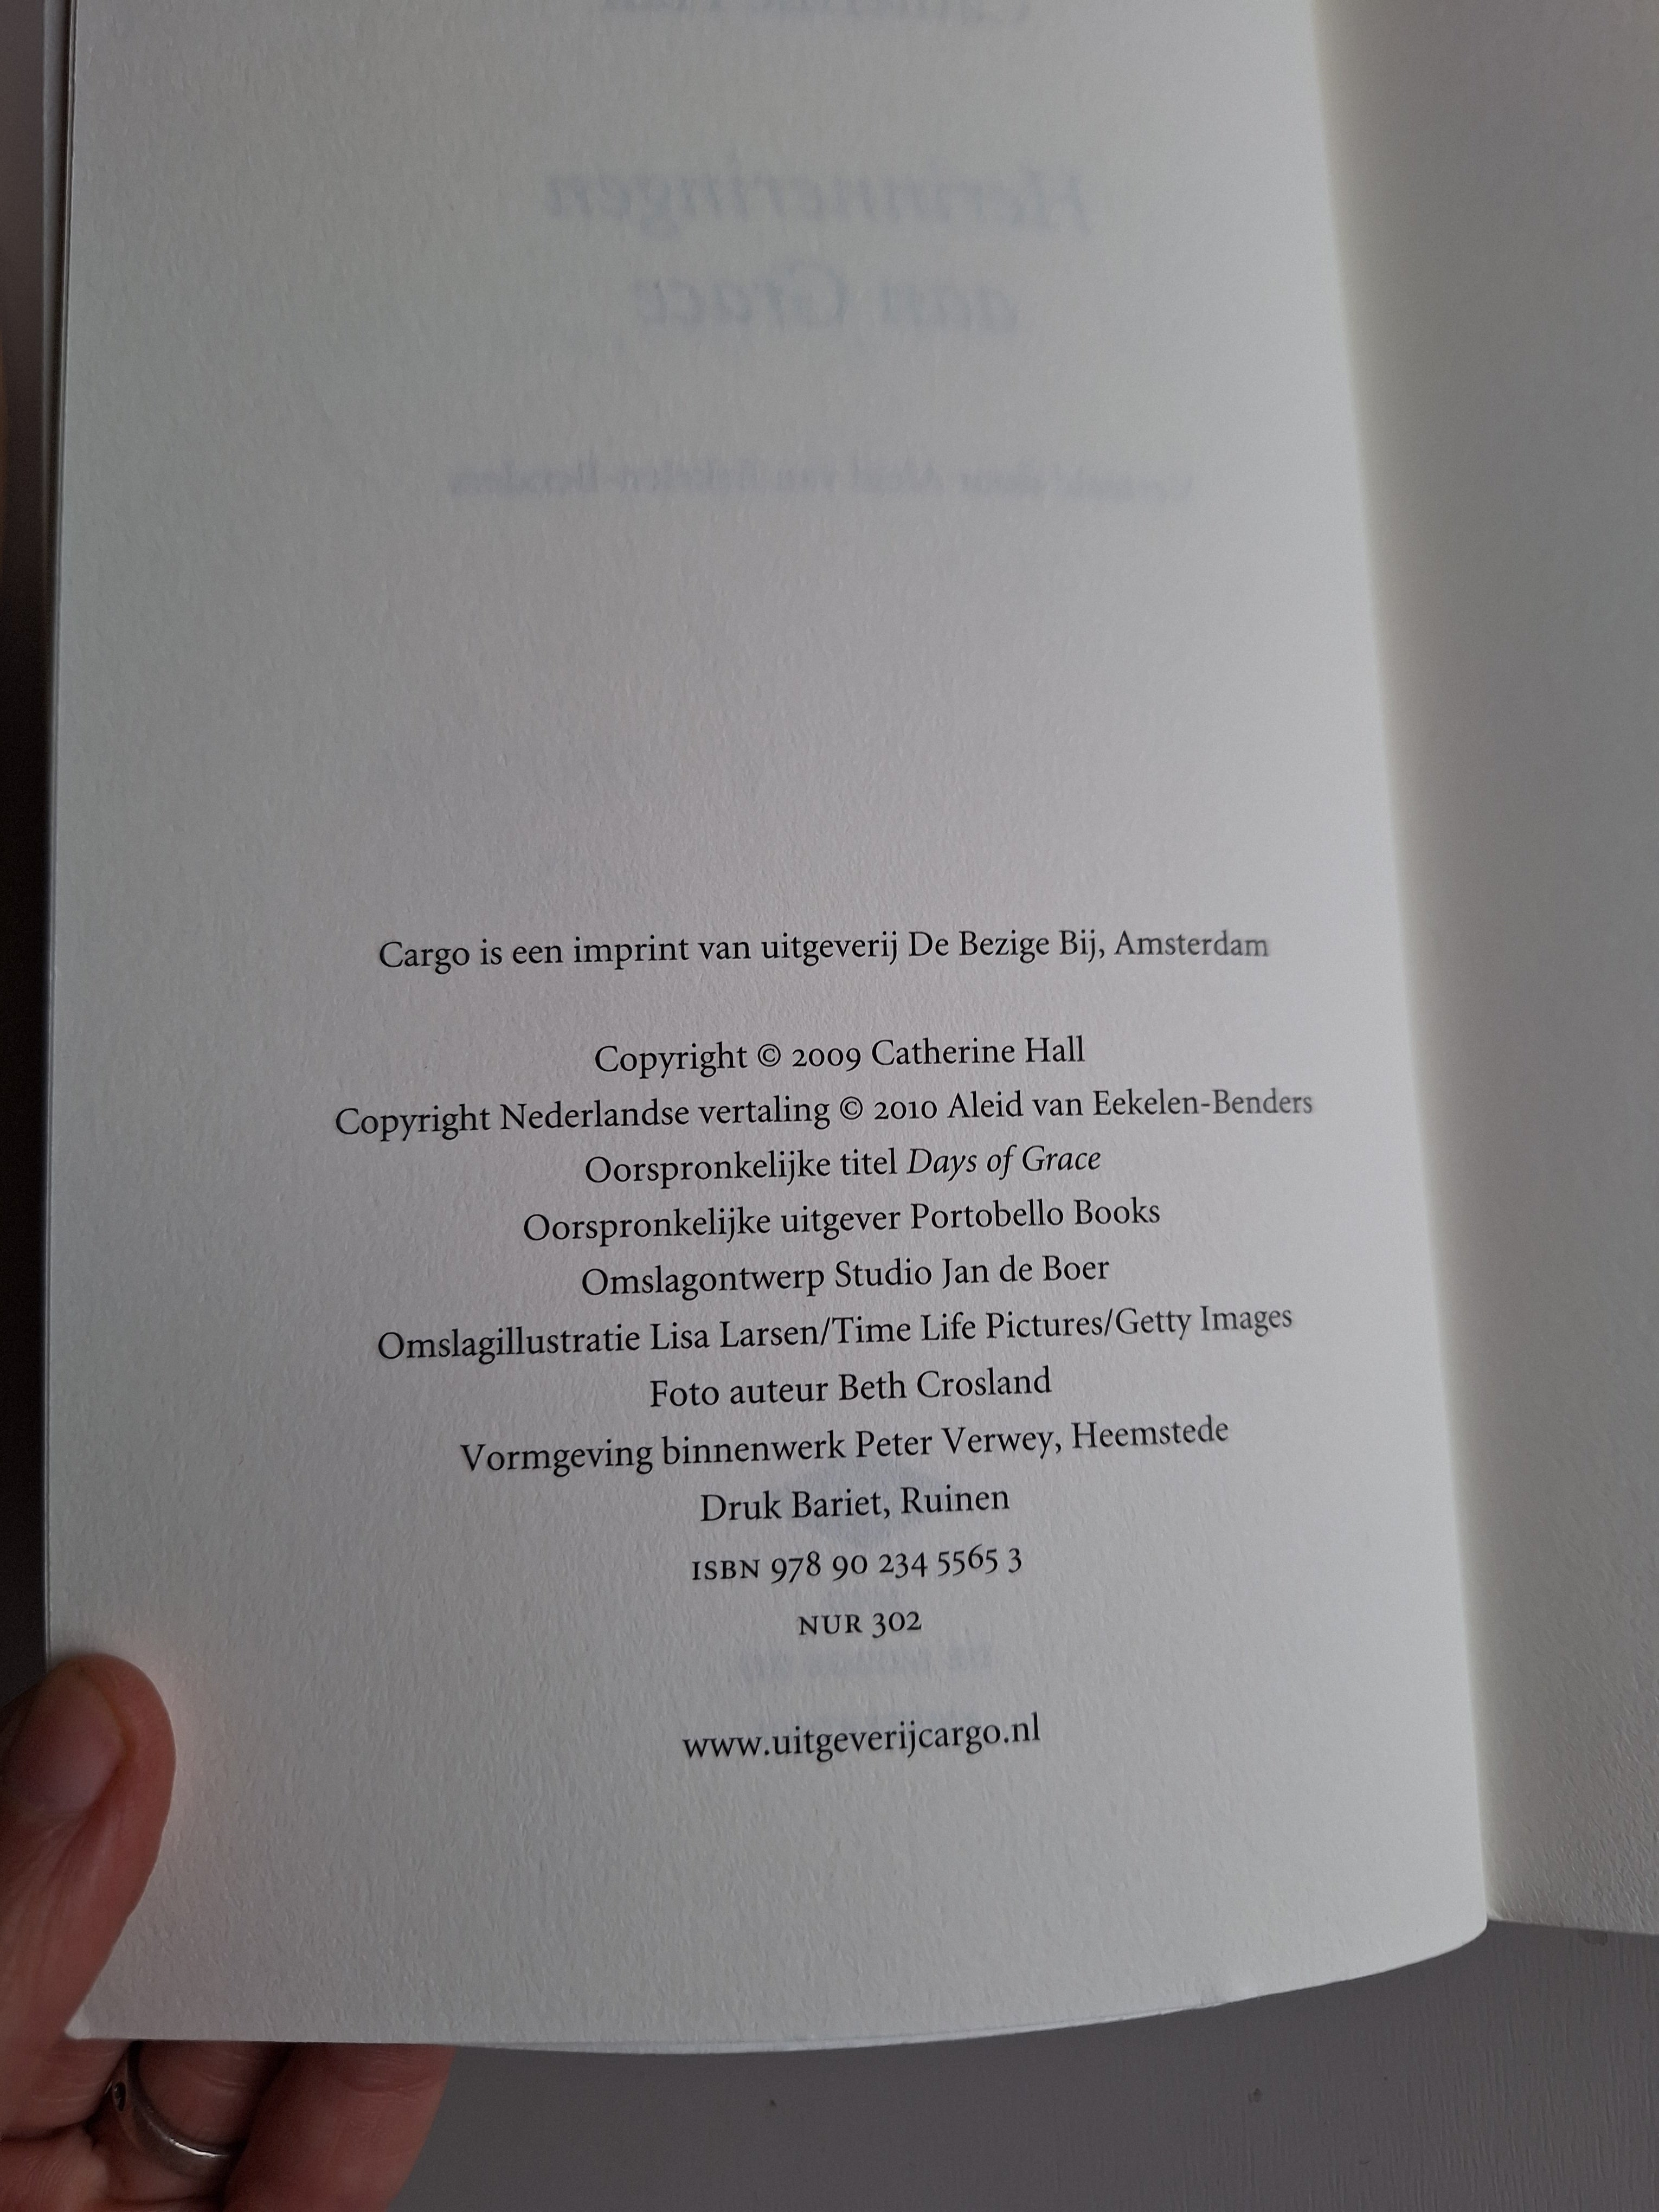 Herinneringen
aan Grace
Cargo is een imprint van uitgeverij De Bezige Bij, Amsterdam
Copyright © 2009 Catherine Hall
Copyright Nederlandse vertaling © 2010 Aleid van Eekelen-Benders
Oorspronkelijke titel Days of Grace
Oorspronkelijke uitgever Portobello Books
Omslagontwerp Studio Jan de Boer
Omslagillustratie Lisa Larsen/Time Life Pictures/Getty Images
Foto auteur Beth Crosland
Vormgeving binnenwerk Peter Verwey, Heemstede
Druk Bariet, Ruinen
ISBN 978 90 234 5565 3
NUR 302
www.uitgeverijcargo.nl